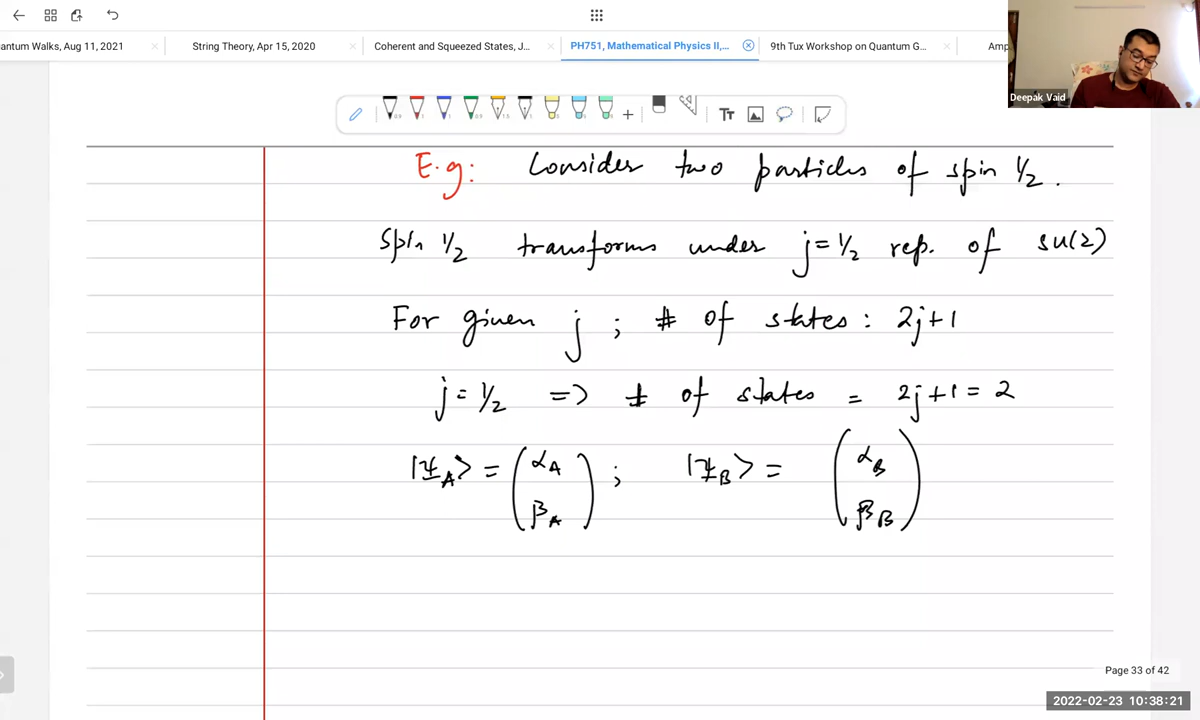 antum Walks, Aug 11, 2021
String Theory, Apr 15, 2020
Coherent and Squeezed States, J...
PH751, Mathematical Physics II,...
9th Tux Workshop on Quantum G...
Amp
Deepak Vaid
Tт
E.g: Consider two particles of spin 1/2.
Spin 1/2 transforms under j=1/2 rep. of su(2)
For given j ; # of states : 2j+1
j = 1/2 => # of states = 2j+1 = 2
|Ψ_A> = (α_A β_A) ; |Ψ_B> = (α_B β_B)
Page 33 of 42
2022-02-23 10:38:21